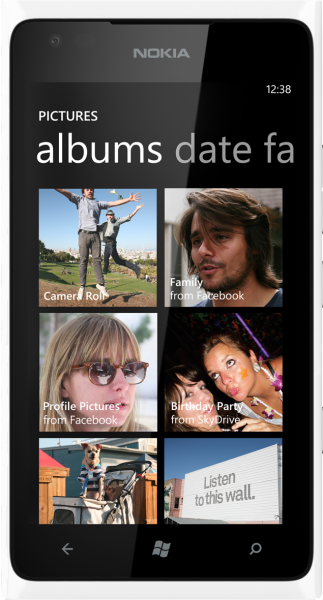 NOKIA
12:38
PICTURES
albums date fa
Camera Roll
Family
from Facebook
Profile Pictures
from Facebook
Birthday Party
from SkyDrive
Listen
to this wall.